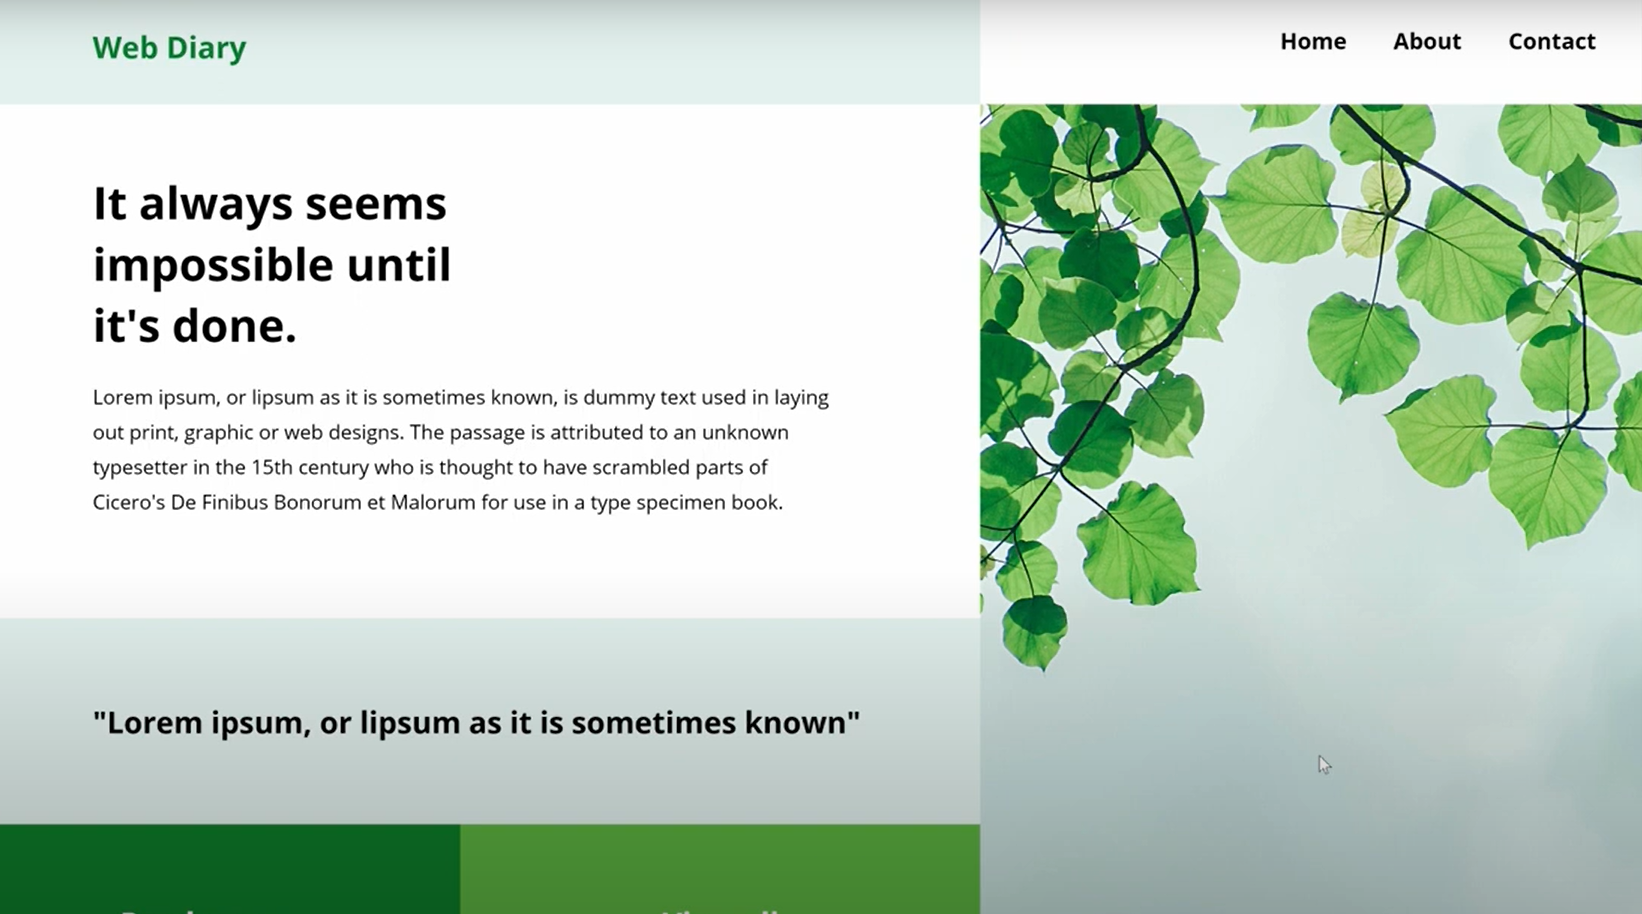 Web Diary
Home About Contact
It always seems
impossible until
it's done.
Lorem ipsum, or lipsum as it is sometimes known, is dummy text used in laying
out print, graphic or web designs. The passage is attributed to an unknown
typesetter in the 15th century who is thought to have scrambled parts of
Cicero's De Finibus Bonorum et Malorum for use in a type specimen book.
"Lorem ipsum, or lipsum as it is sometimes known"